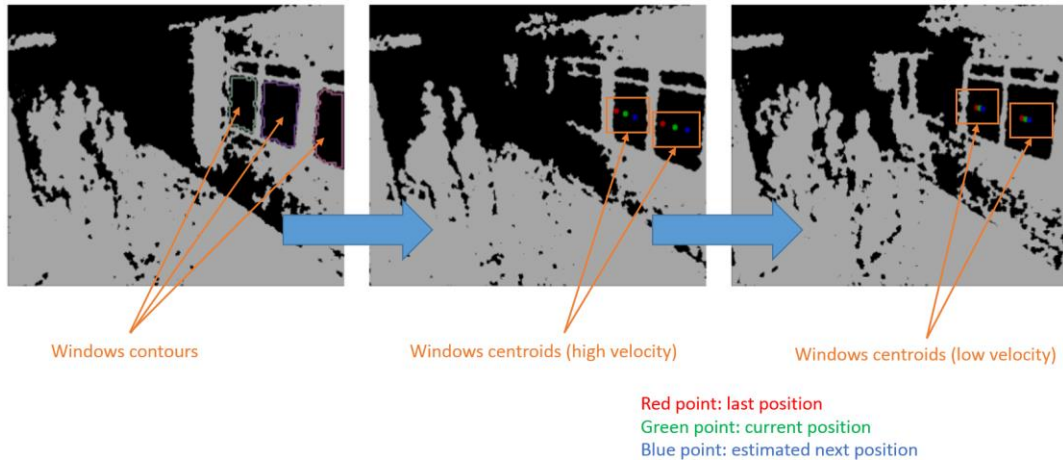 Windows contours
Windows centroids (high velocity)
Windows centroids (low velocity)
Red point: last position
Green point: current position
Blue point: estimated next position